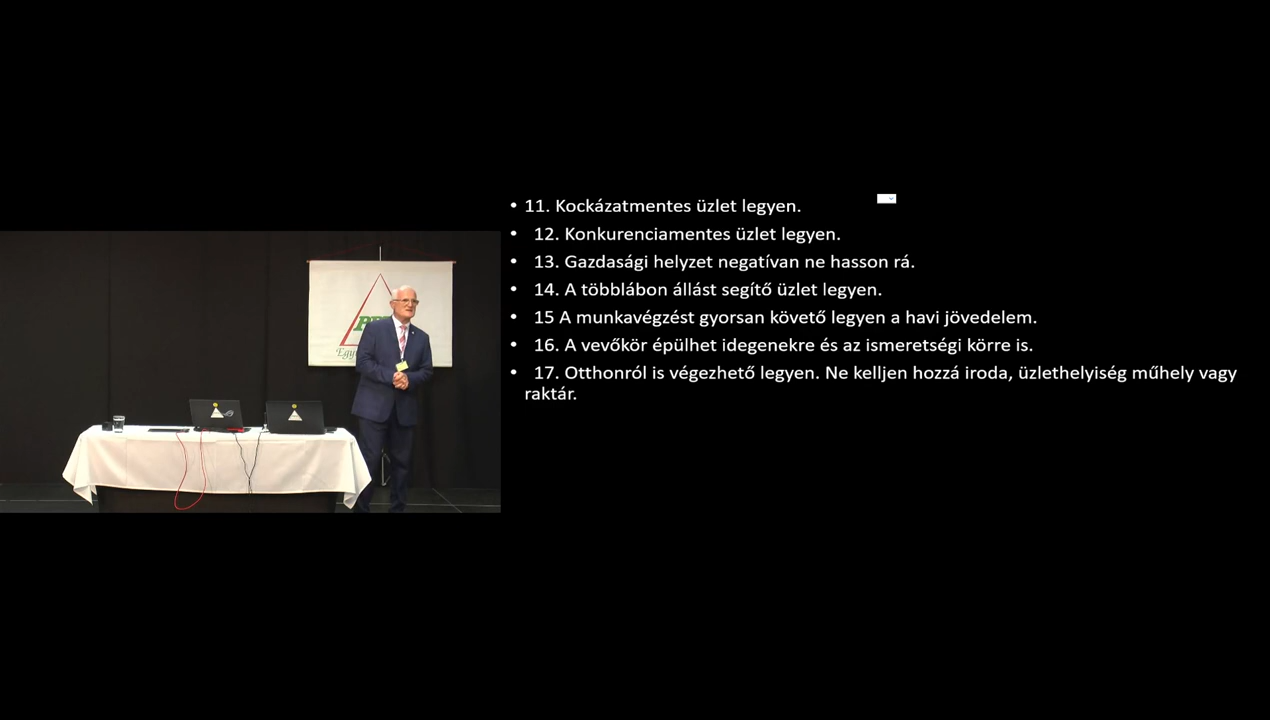 • 11. Kockázatmentes üzlet legyen.
• 12. Konkurenciamentes üzlet legyen.
• 13. Gazdasági helyzet negatívan ne hasson rá.
• 14. A többlábon állást segítő üzlet legyen.
• 15 A munkavégzést gyorsan követő legyen a havi jövedelem.
• 16. A vevőkör épülhet idegenekre és az ismeretségi körre is.
• 17. Otthonról is végezhető legyen. Ne kelljen hozzá iroda, üzlethelyiség műhely vagy
raktár.